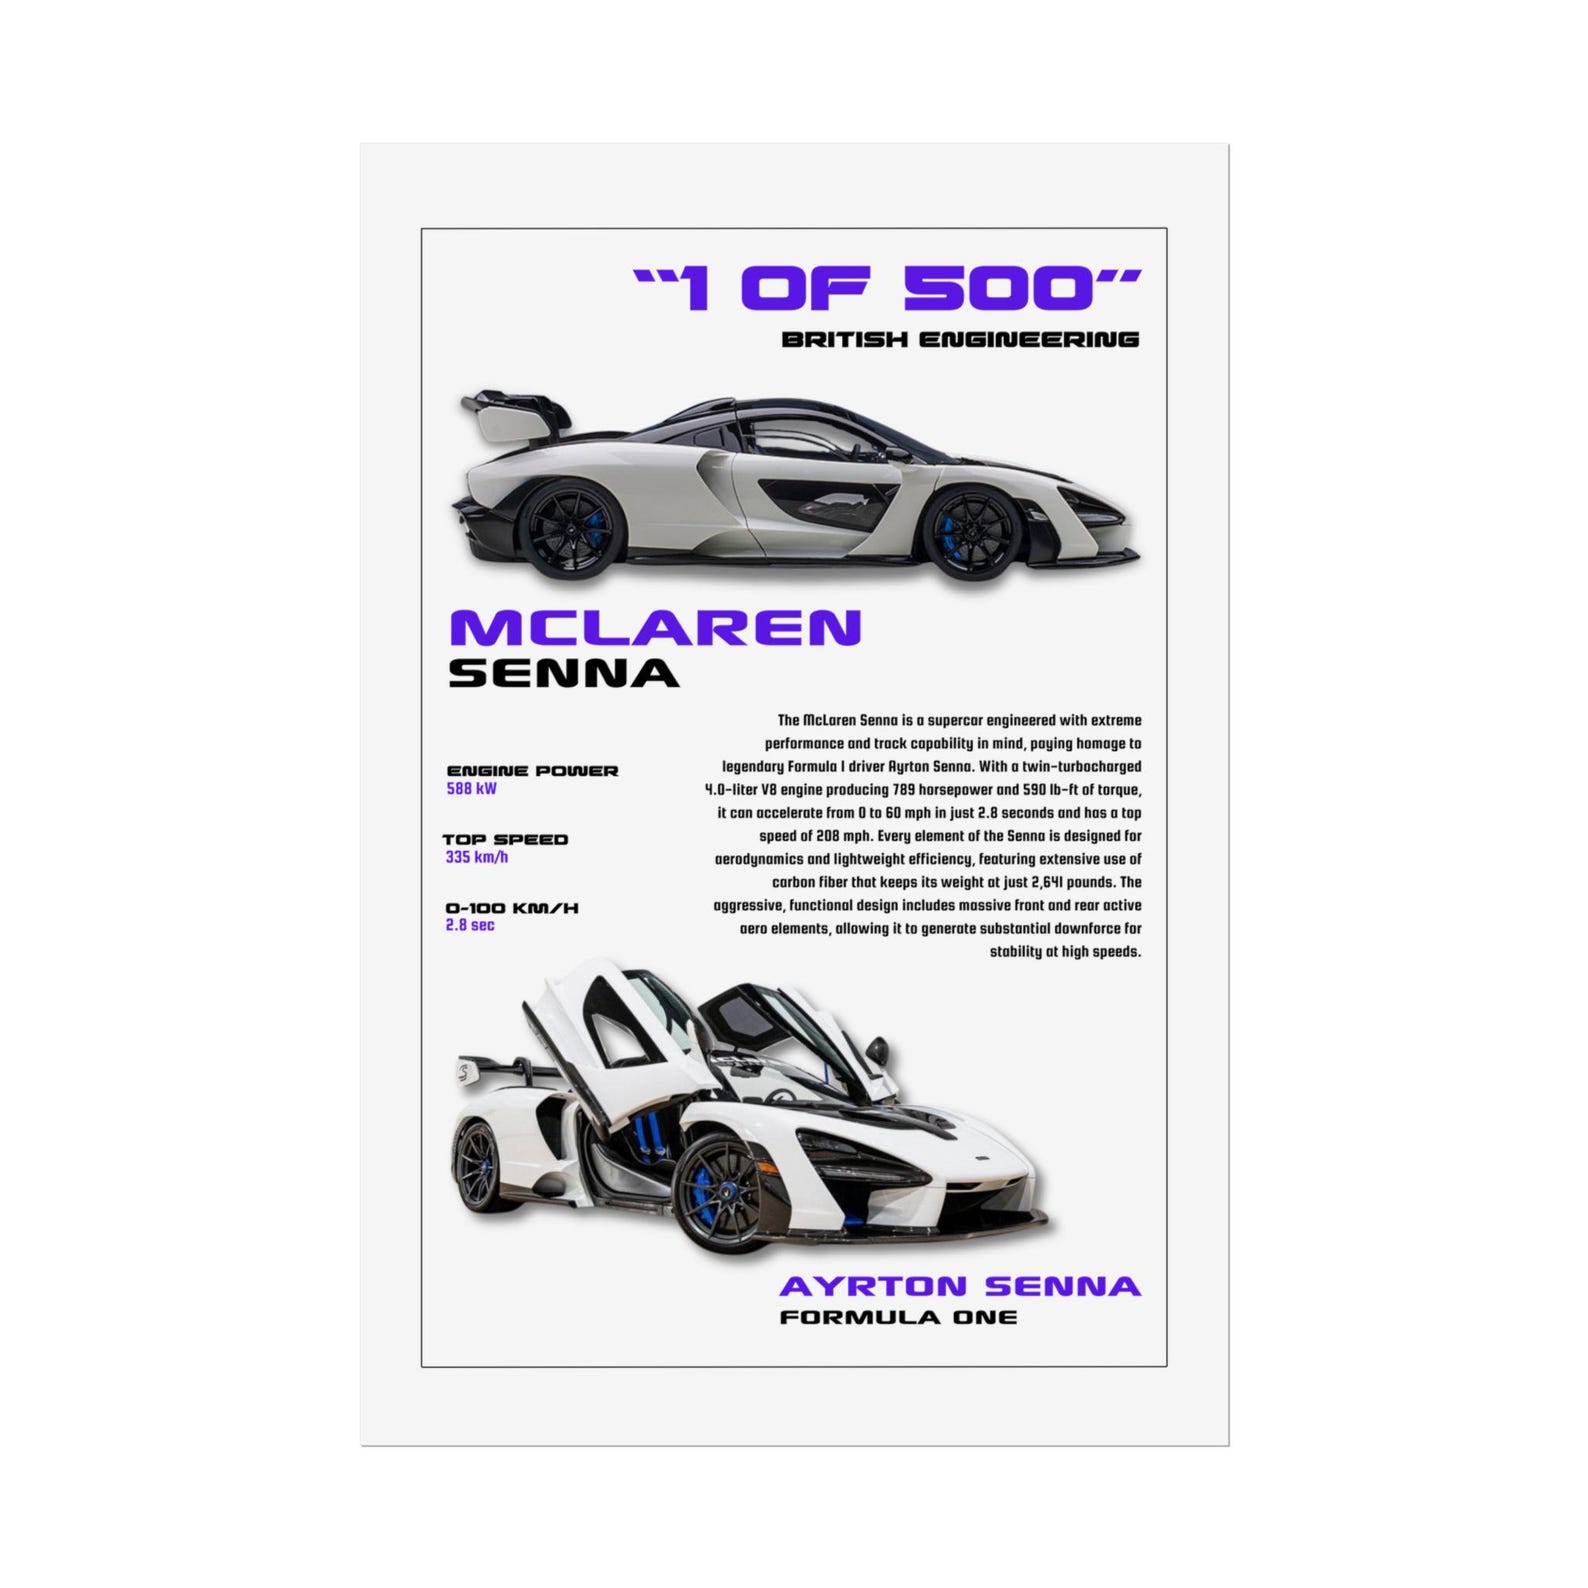 “1 OF 500”
BRITISH ENGINEERING
MCLAREN
SENNA
The McLaren Senna is a supercar engineered with extreme
performance and track capability in mind, paying homage to
legendary Formula 1 driver Ayrton Senna. With a twin-turbocharged
4.0-liter V8 engine producing 789 horsepower and 590 lb-ft of torque,
it can accelerate from 0 to 60 mph in just 2.8 seconds and has a top
speed of 208 mph. Every element of the Senna is designed for
aerodynamics and lightweight efficiency, featuring extensive use of
carbon fiber that keeps its weight at just 2,641 pounds. The
aggressive, functional design includes massive front and rear active
aero elements, allowing it to generate substantial downforce for
stability at high speeds.
ENGINE POWER
588 kW
TOP SPEED
335 km/h
0-100 KM/H
2.8 sec
AYRTON SENNA
FORMULA ONE